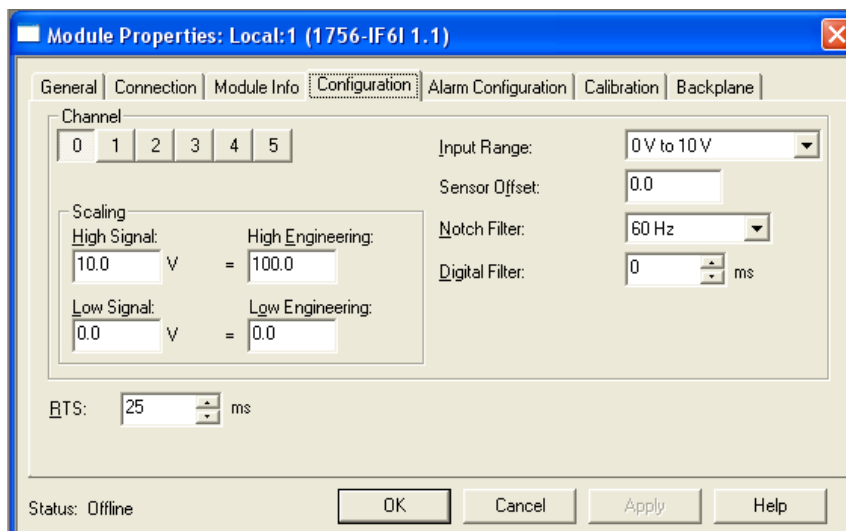 Module Properties: Local:1 (1756-IF6I 1.1)
General Connection Module Info Configuration Alarm Configuration Calibration Backplane
Channel
0 1 2 3 4 5
Input Range: 0 V to 10 V
Sensor Offset: 0.0
Scaling
High Signal: High Engineering:
10.0 V = 100.0
Low Signal: Low Engineering:
0.0 V = 0.0
Notch Filter: 60 Hz
Digital Filter: 0 ms
RTS: 25 ms
Status: Offline OK Cancel Apply Help